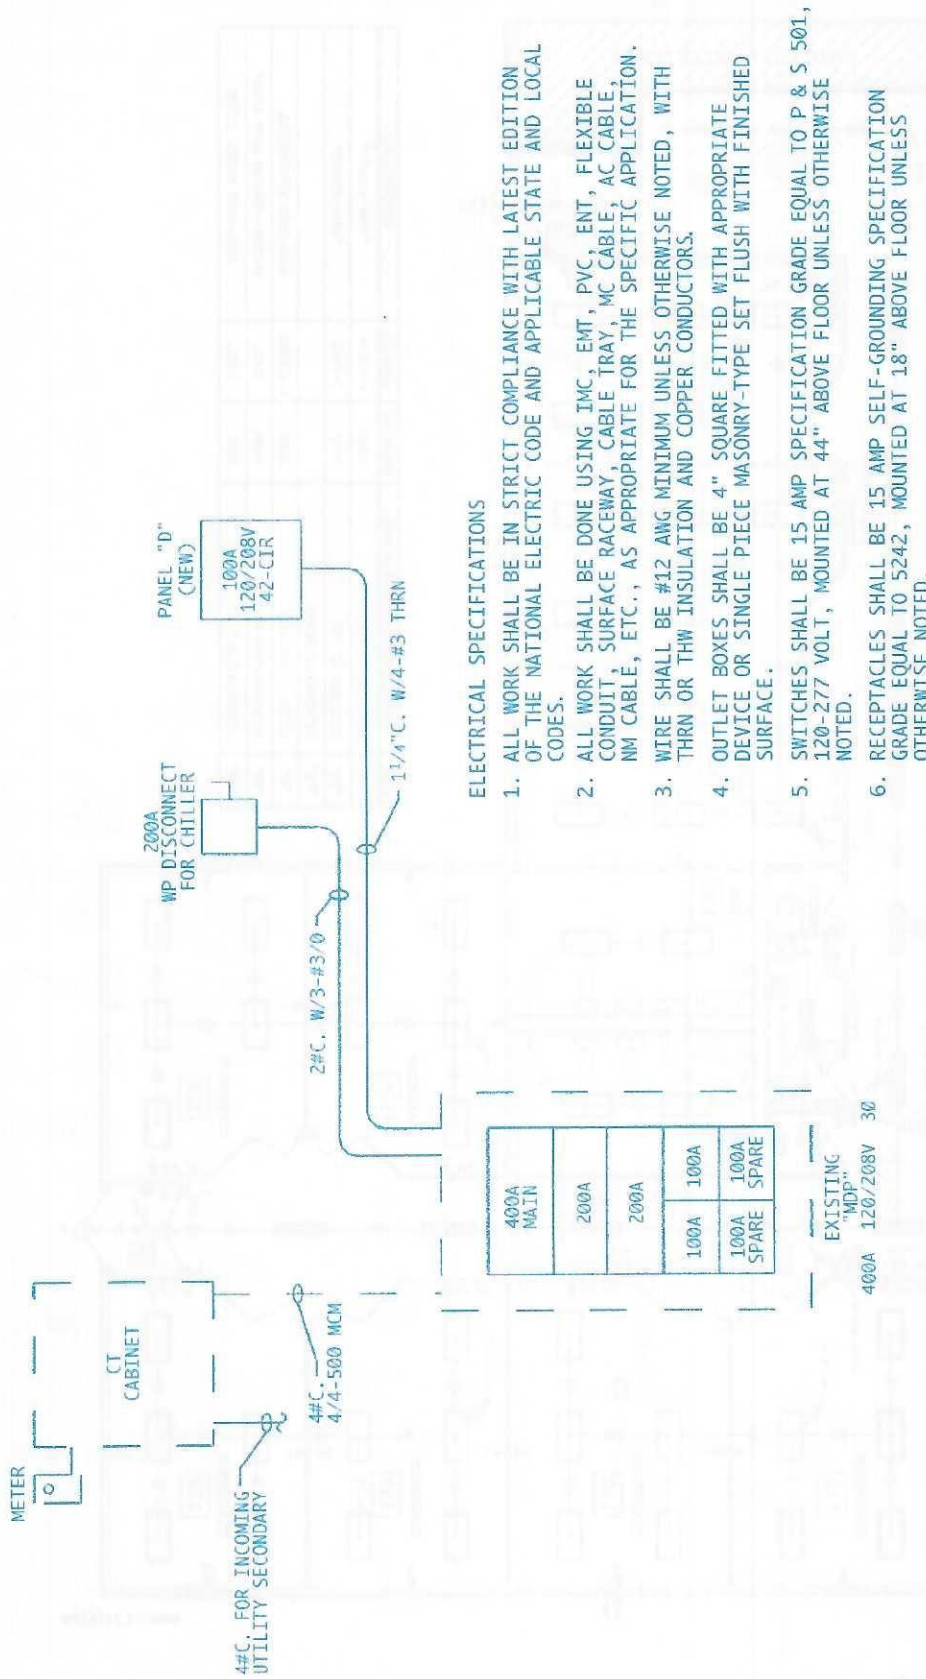 METER
CT
CABINET
4#C. FOR INCOMING
UTILITY SECONDARY
4#C.
4/4-500 MCM
200A
WP DISCONNECT
FOR CHILLER
PANEL "D"
(NEW)
100A
120/208V
42-CIR
2#C. W/3-#3/0
1¹/₄"C. W/4-#3 THRN
400A
MAIN
200A
200A
100A
100A
100A
SPARE
100A
SPARE
EXISTING
"MDP"
400A 120/208V 3Ø
ELECTRICAL SPECIFICATIONS
1. ALL WORK SHALL BE IN STRICT COMPLIANCE WITH LATEST EDITION
OF THE NATIONAL ELECTRIC CODE AND APPLICABLE STATE AND LOCAL
CODES.
2. ALL WORK SHALL BE DONE USING IMC, EMT, PVC, ENT, FLEXIBLE
CONDUIT, SURFACE RACEWAY, CABLE TRAY, MC CABLE, AC CABLE,
NM CABLE, ETC., AS APPROPRIATE FOR THE SPECIFIC APPLICATION.
3. WIRE SHALL BE #12 AWG MINIMUM UNLESS OTHERWISE NOTED, WITH
THRN OR THW INSULATION AND COPPER CONDUCTORS.
4. OUTLET BOXES SHALL BE 4" SQUARE FITTED WITH APPROPRIATE
DEVICE OR SINGLE PIECE MASONRY-TYPE SET FLUSH WITH FINISHED
SURFACE.
5. SWITCHES SHALL BE 15 AMP SPECIFICATION GRADE EQUAL TO P & S 501,
120-277 VOLT, MOUNTED AT 44" ABOVE FLOOR UNLESS OTHERWISE
NOTED.
6. RECEPTACLES SHALL BE 15 AMP SELF-GROUNDING SPECIFICATION
GRADE EQUAL TO 5242, MOUNTED AT 18" ABOVE FLOOR UNLESS
OTHERWISE NOTED.